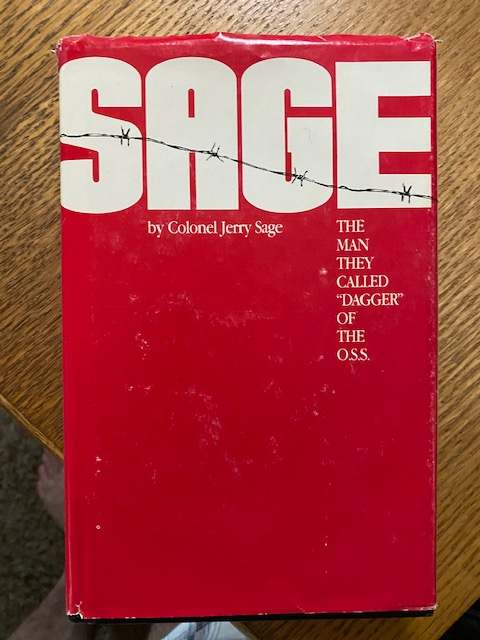 SAGE
by Colonel Jerry Sage
THE
MAN
THEY
CALLED
“DAGGER”
OF
THE
O.S.S.